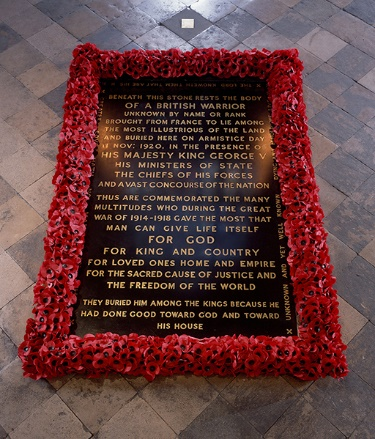 BENEATH THIS STONE RESTS THE BODY
OF A BRITISH WARRIOR
UNKNOWN BY NAME OR RANK
BROUGHT FROM FRANCE TO LIE AMONG
THE MOST ILLUSTRIOUS OF THE LAND
AND BURIED HERE ON ARMISTICE DAY
11 NOV: 1920, IN THE PRESENCE OF
HIS MAJESTY KING GEORGE V
HIS MINISTERS OF STATE
THE CHIEFS OF HIS FORCES
AND A VAST CONCOURSE OF THE NATION
THUS ARE COMMEMORATED THE MANY
MULTITUDES WHO DURING THE GREAT
WAR OF 1914-1918 GAVE THE MOST THAT
MAN CAN GIVE LIFE ITSELF
FOR GOD
FOR KING AND COUNTRY
FOR LOVED ONES HOME AND EMPIRE
FOR THE SACRED CAUSE OF JUSTICE AND
THE FREEDOM OF THE WORLD
THEY BURIED HIM AMONG THE KINGS BECAUSE HE
HAD DONE GOOD TOWARD GOD AND TOWARD
HIS HOUSE
UNKNOWN AND YET WELL KNOWN